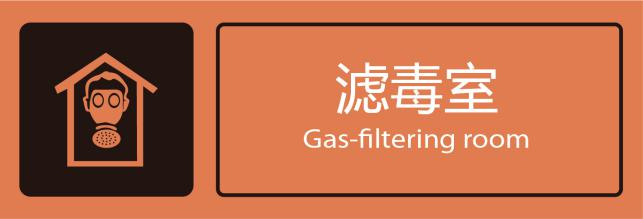 滤毒室
Gas-filtering room